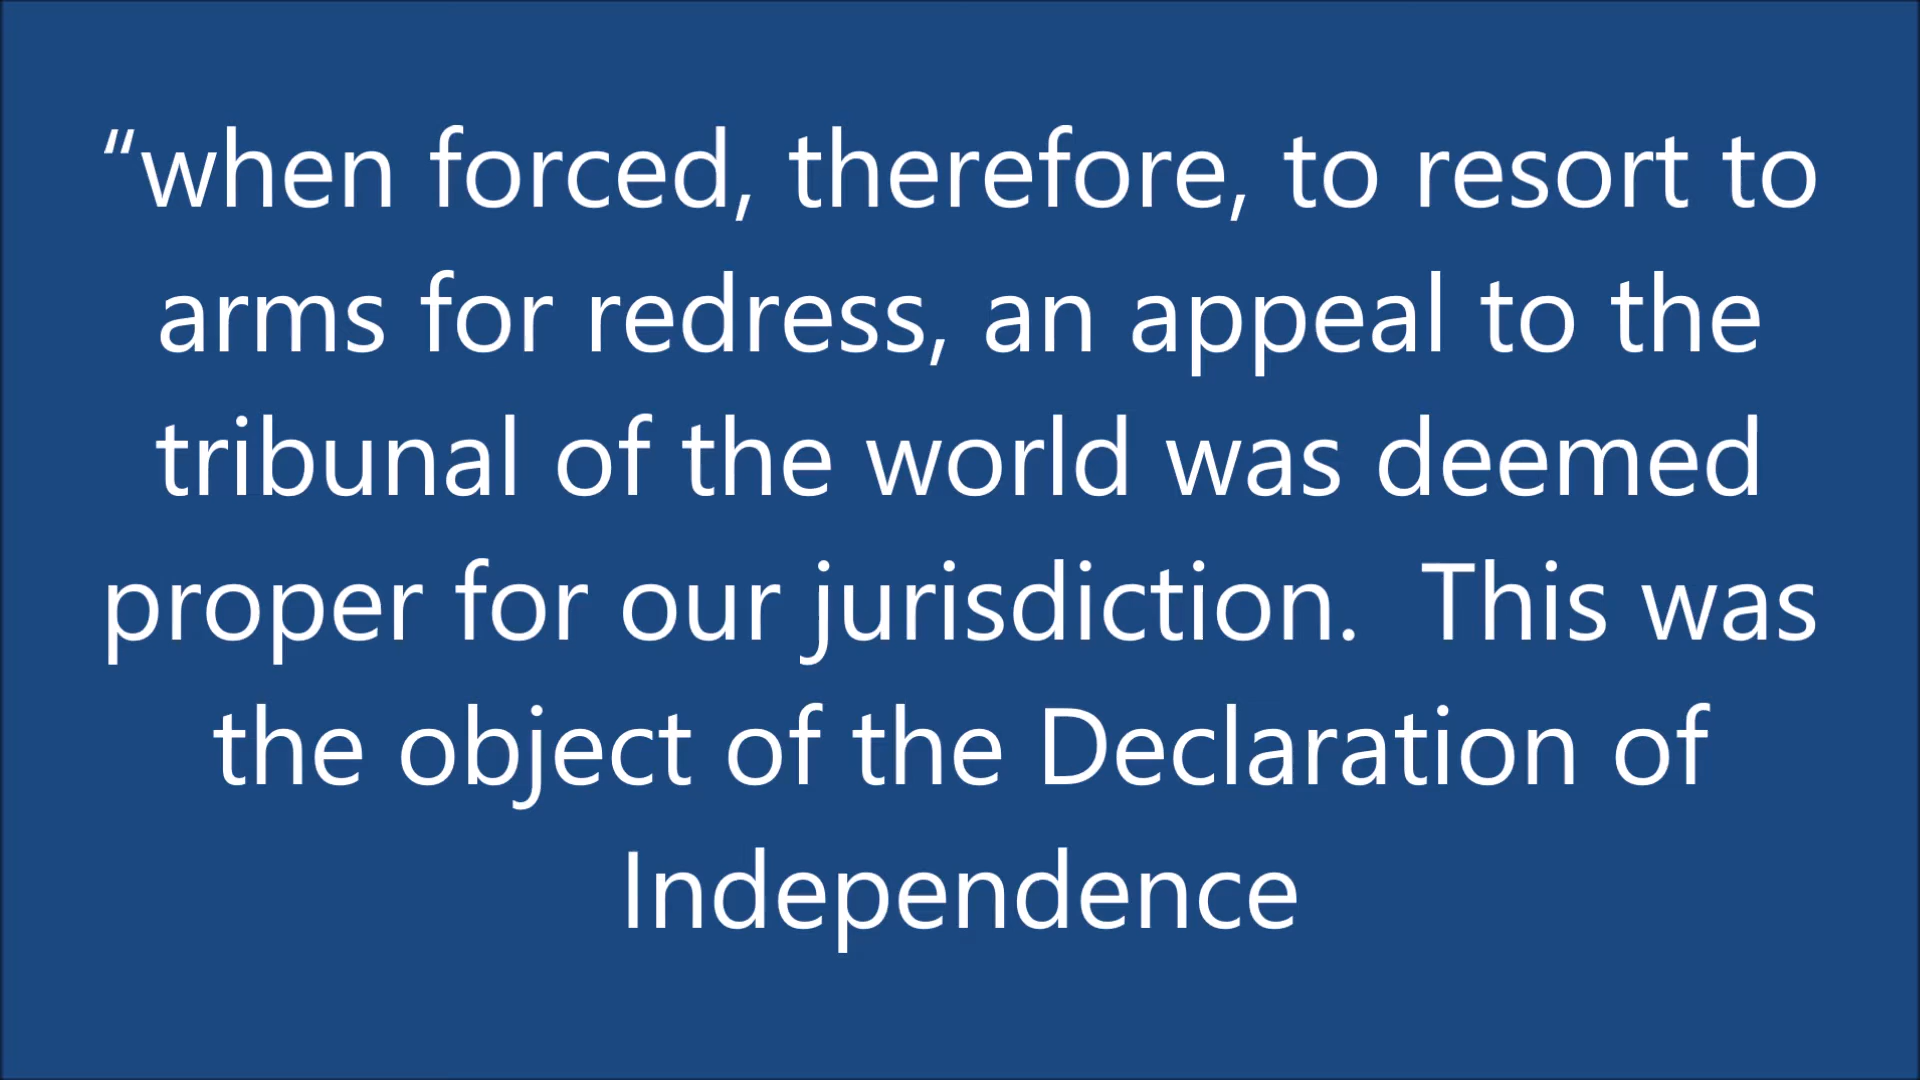 “when forced, therefore, to resort to
arms for redress, an appeal to the
tribunal of the world was deemed
proper for our jurisdiction.  This was
the object of the Declaration of
Independence